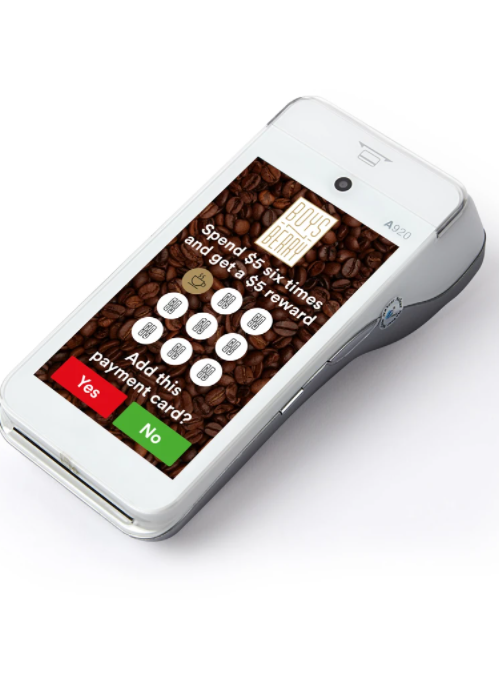 A920
BOYS
BERRY
Spend $5 six times
and get a $5 reward
Add this
payment card?
Yes
No